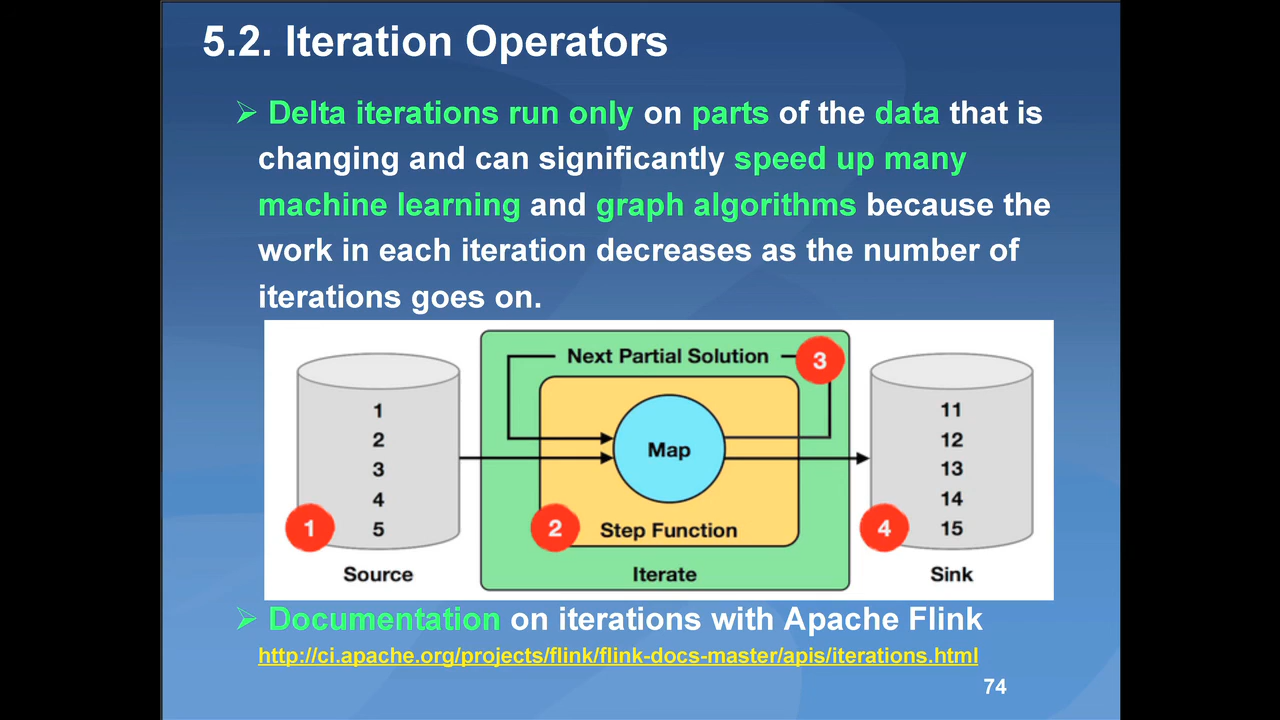 5.2. Iteration Operators
➢ Delta iterations run only on parts of the data that is
changing and can significantly speed up many
machine learning and graph algorithms because the
work in each iteration decreases as the number of
iterations goes on.
Next Partial Solution
3
1
2
3
4
5
1
Source
Map
2
Step Function
Iterate
11
12
13
14
15
4
Sink
➢ Documentation on iterations with Apache Flink
http://ci.apache.org/projects/flink/flink-docs-master/apis/iterations.html
74